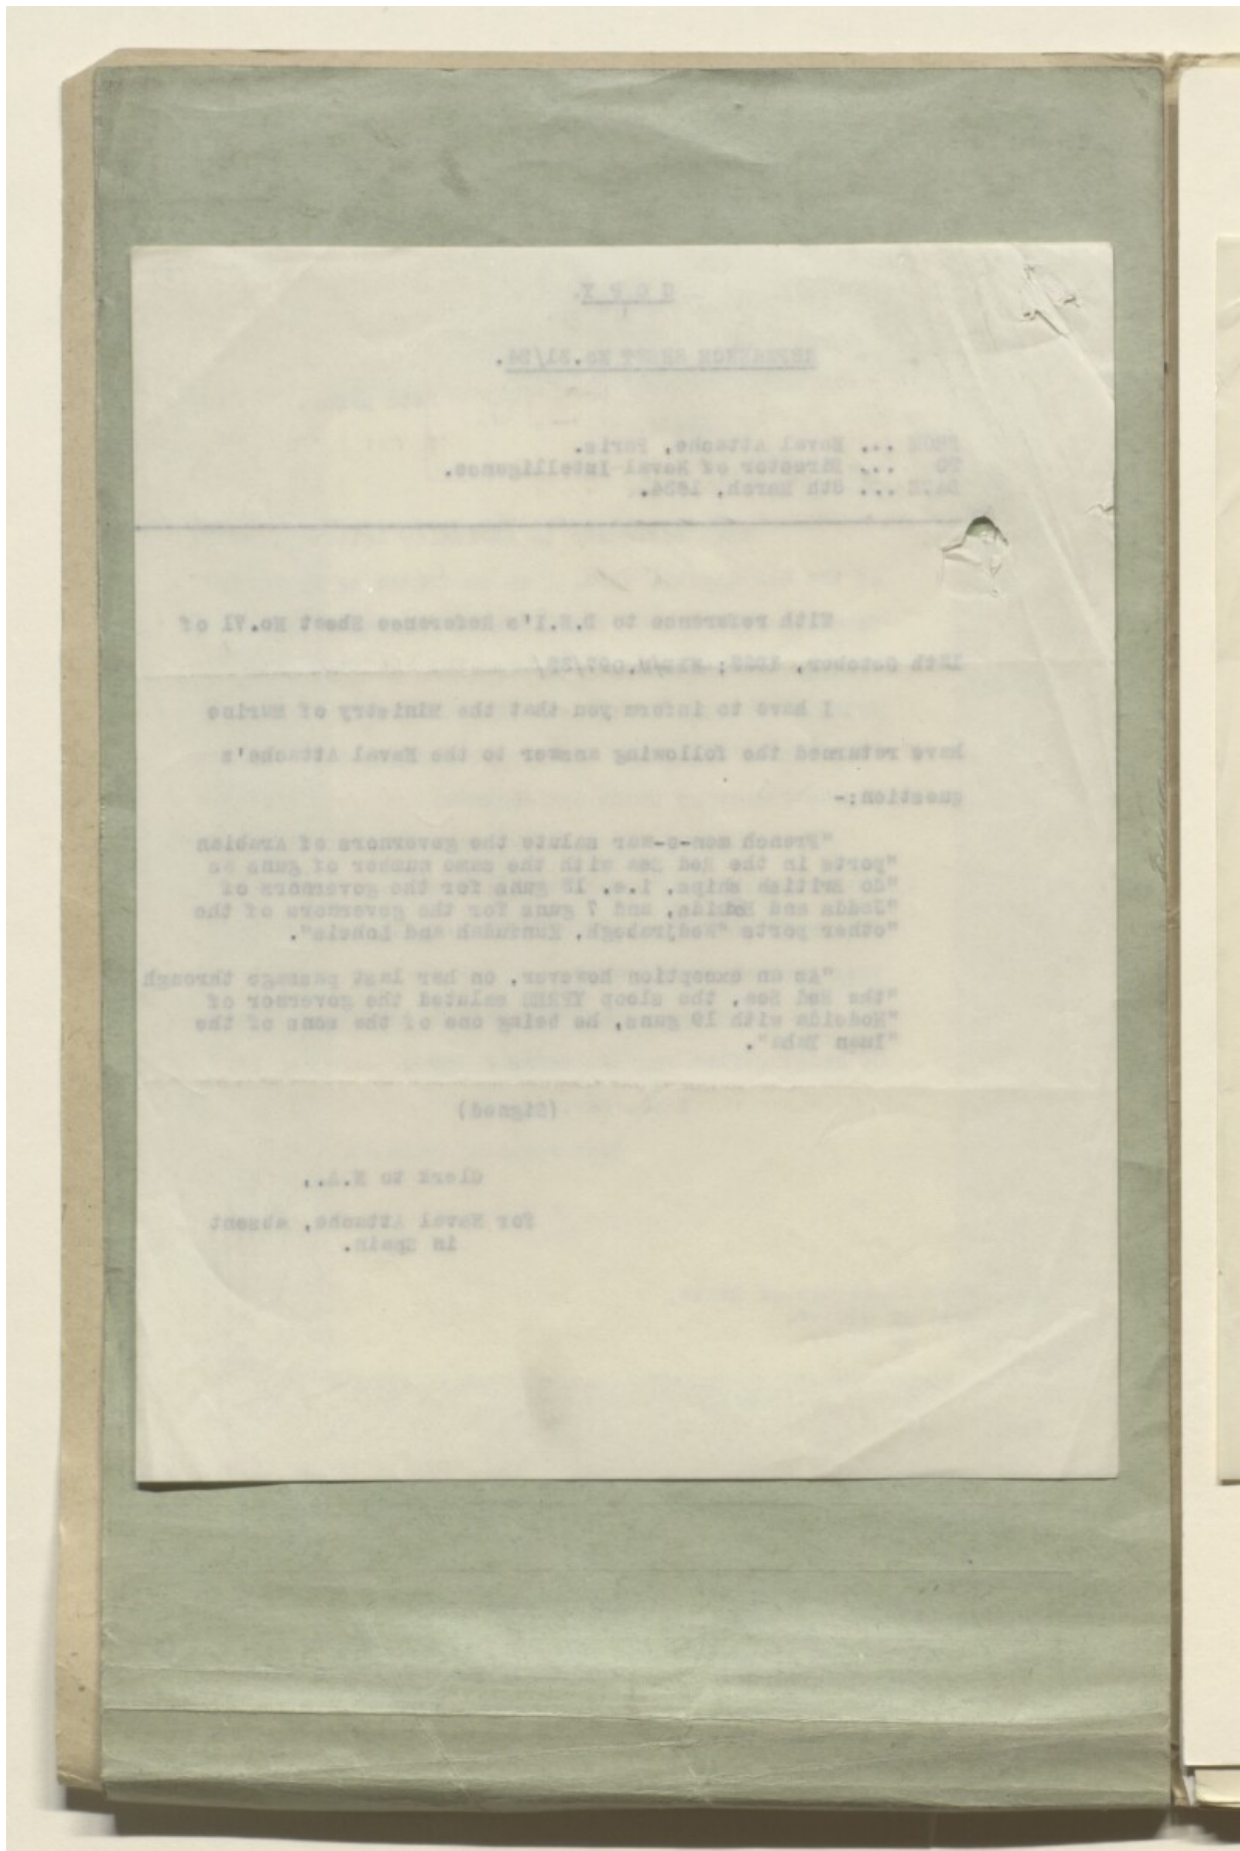 C O P Y.
REFERENCE SHEET No.31/34.
FROM ... Naval Attache, Paris.
TO ... Director of Naval Intelligence.
DATE ... 8th March, 1934.
With reference to D.N.I's Reference Sheet No.71 of
October,
I have to inform you that the Ministry of Marine
have returned the following answer to the Naval Attache's
question:-
"French men-o-war salute the governors of Arabian
"ports in the Red Sea with the same number of guns as
"do British ships, i.e. guns for the governors of
"Jedda and and 7 guns for the governors of the
"other ports and Loheia".
"As an exception however, on her last passage through
"the Red Sea, the sloop YPRES saluted the governor of
"Hodeida with 19 guns, he being one of the sons of the
"Iman Yaha".
(Signed)
Clerk to N.A.,
for Naval Attache, absent
in Spain.